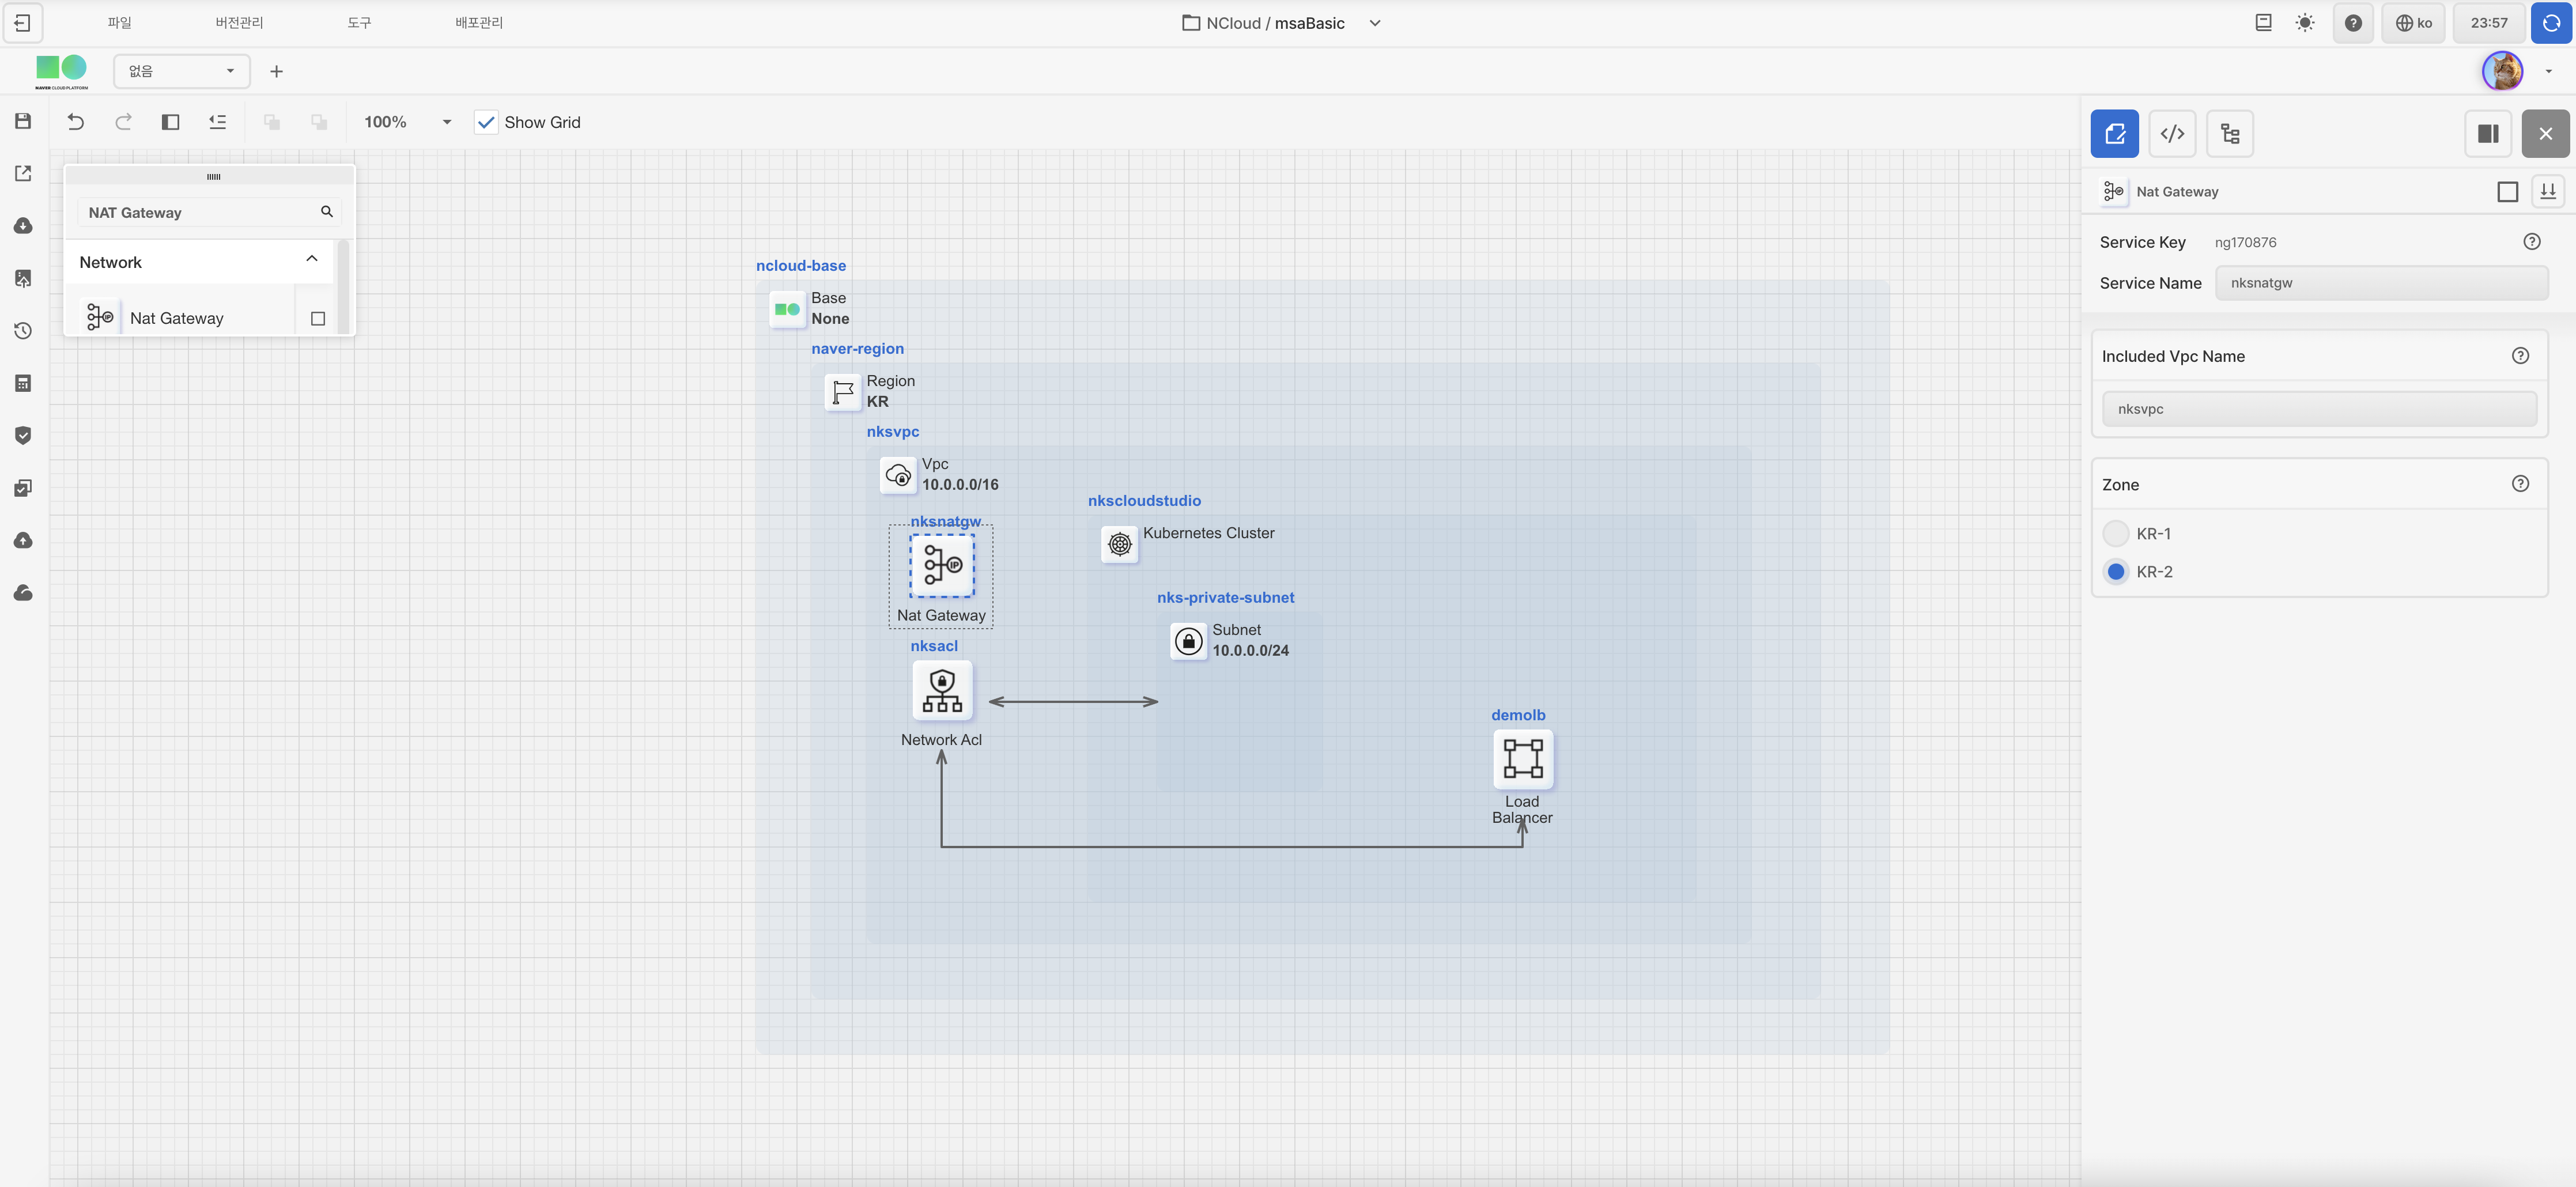 파일
버전관리
도구
배포관리
NCloud / msaBasic
ko
23:57
NAVER CLOUD PLATFORM
없음
100%
Show Grid
NAT Gateway
Network
Nat Gateway
ncloud-base
Base
None
naver-region
Region
KR
nksvpc
Vpc
10.0.0.0/16
nksnatgw
IP
Nat Gateway
nksacl
Network Acl
nkscloudstudio
Kubernetes Cluster
nks-private-subnet
Subnet
10.0.0.0/24
demolb
Load
Balancer
Nat Gateway
Service Key ng170876
Service Name nksnatgw
Included Vpc Name
nksvpc
Zone
KR-1
KR-2